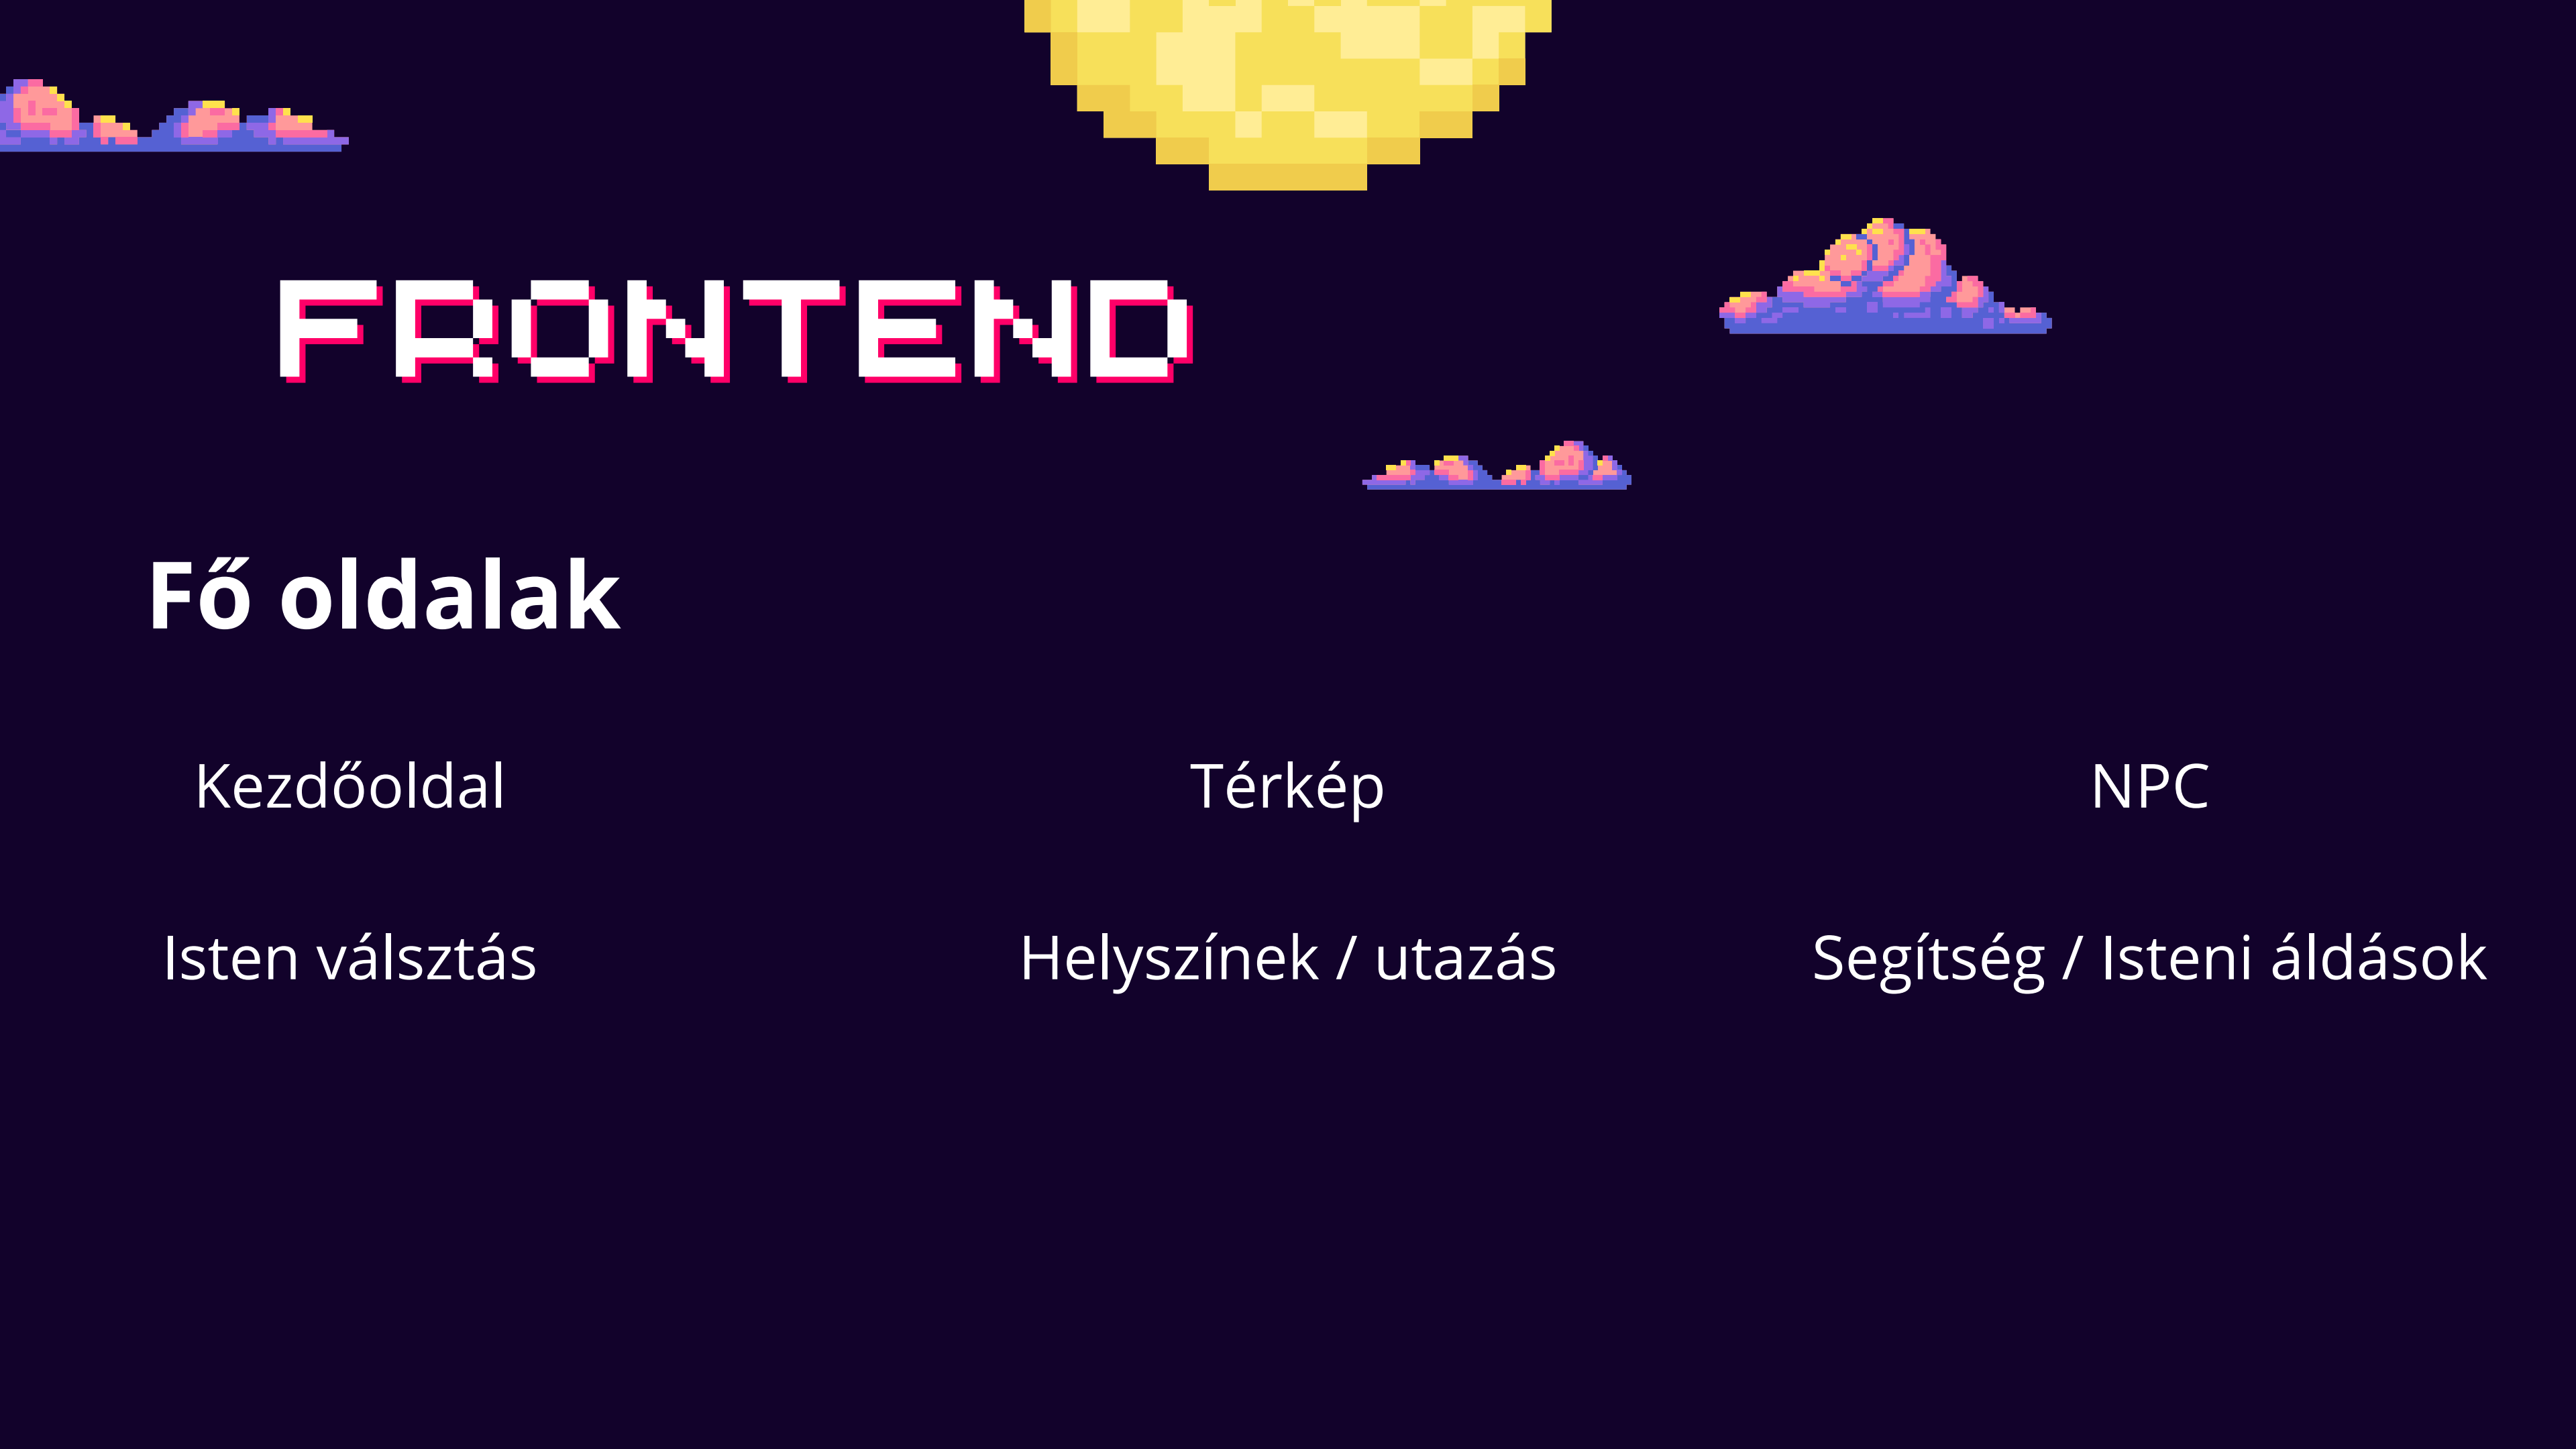 FRONTEND
Fő oldalak
Kezdőoldal
Térkép
NPC
Isten válsztás
Helyszínek / utazás
Segítség / Isteni áldások